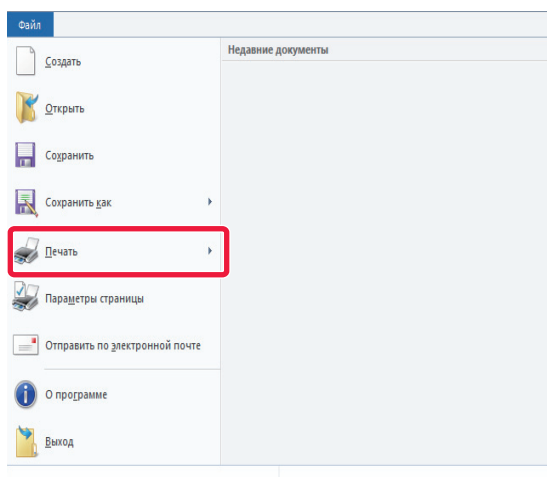 Файл
Недавние документы
Создать
Открыть
Сохранить
Сохранить как
Печать
Параметры страницы
Отправить по электронной почте
О программе
Выход